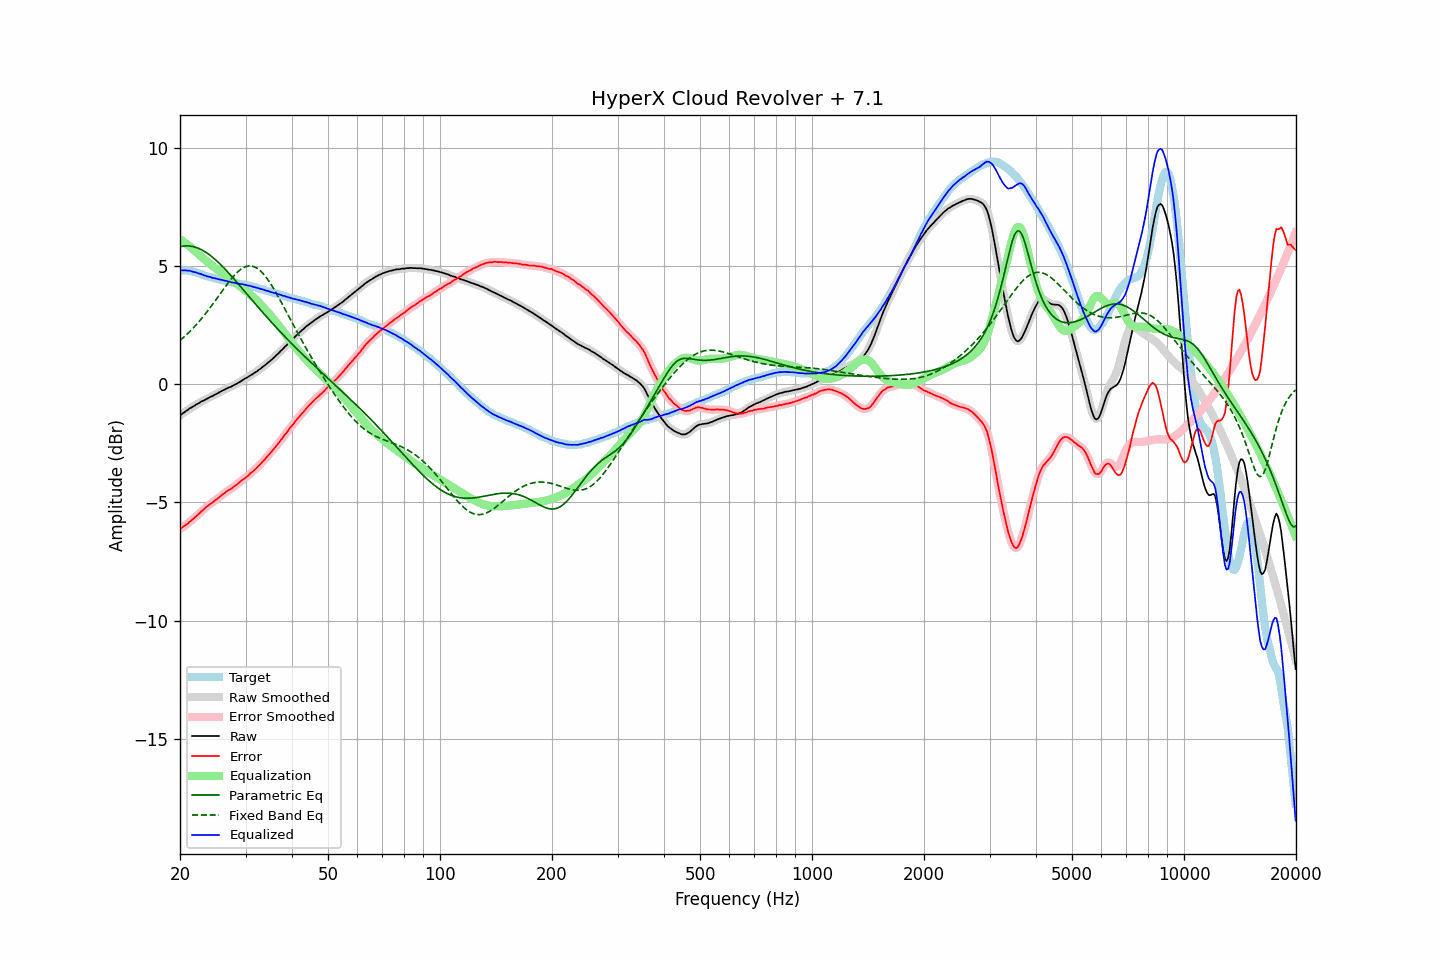 HyperX Cloud Revolver + 7.1
Amplitude (dBr)
10
5
0
−5
−10
−15
Target
Raw Smoothed
Error Smoothed
Raw
Error
Equalization
Parametric Eq
Fixed Band Eq
Equalized
20 50 100 200 500 1000 2000 5000 10000 20000
Frequency (Hz)